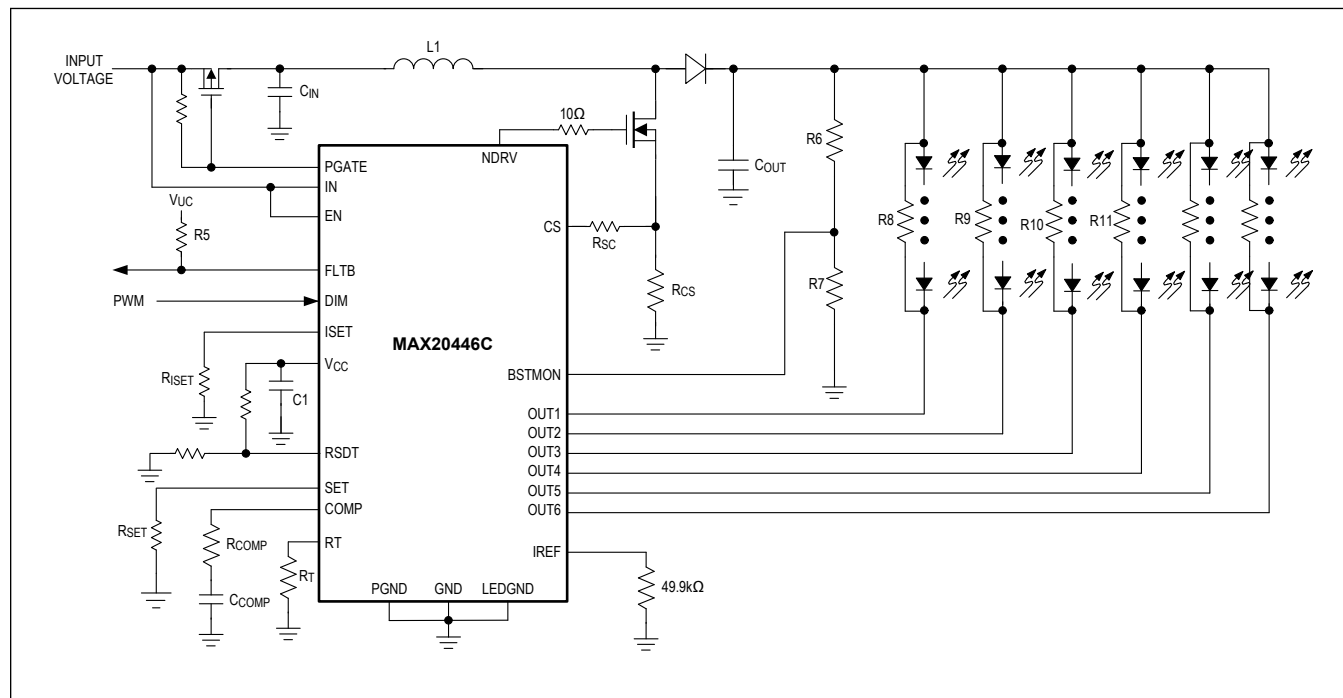 INPUT
VOLTAGE
L1
CIN
10Ω
NDRV
COUT
R6
R7
R8
R9
R10
R11
PGATE
IN
EN
VUC
R5
FLTB
PWM
DIM
ISET
RISET
VCC
C1
MAX20446C
CS
RSC
RCS
BSTMON
OUT1
OUT2
OUT3
OUT4
OUT5
OUT6
RSDT
SET
COMP
RSET
RCOMP
CCOMP
RT
RT
IREF
49.9kΩ
PGND GND LEDGND